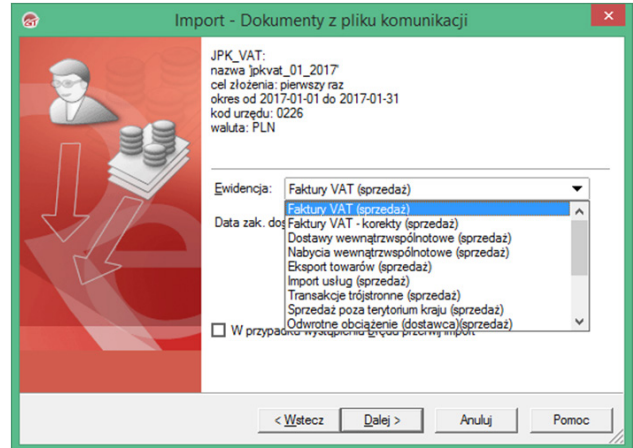 Import - Dokumenty z pliku komunikacji
JPK_VAT:
nazwa 'jpkvat_01_2017'
cel złożenia: pierwszy raz
okres od 2017-01-01 do 2017-01-31
kod urzędu: 0226
waluta: PLN
Ewidencja: Faktury VAT (sprzedaż)
Faktury VAT (sprzedaż)
Data zak. do Faktury VAT - korekty (sprzedaż)
Dostawy wewnątrzwspólnotowe (sprzedaż)
Nabycia wewnątrzwspólnotowe (sprzedaż)
Eksport towarów (sprzedaż)
Import usług (sprzedaż)
Transakcje trójstronne (sprzedaż)
Sprzedaż poza terytorium kraju (sprzedaż)
Odwrotne obciążenie (dostawca)(sprzedaż)
W przypadku wystąpienia błędu przerwij import
< Wstecz Dalej > Anuluj Pomoc